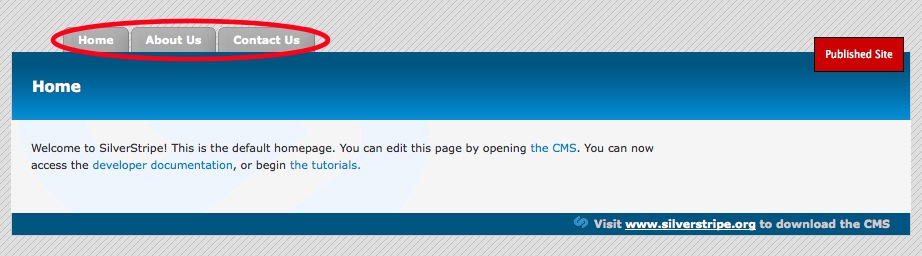 Home About Us Contact Us
Published Site
Home
Welcome to SilverStripe! This is the default homepage. You can edit this page by opening the CMS. You can now
access the developer documentation, or begin the tutorials.
Visit www.silverstripe.org to download the CMS